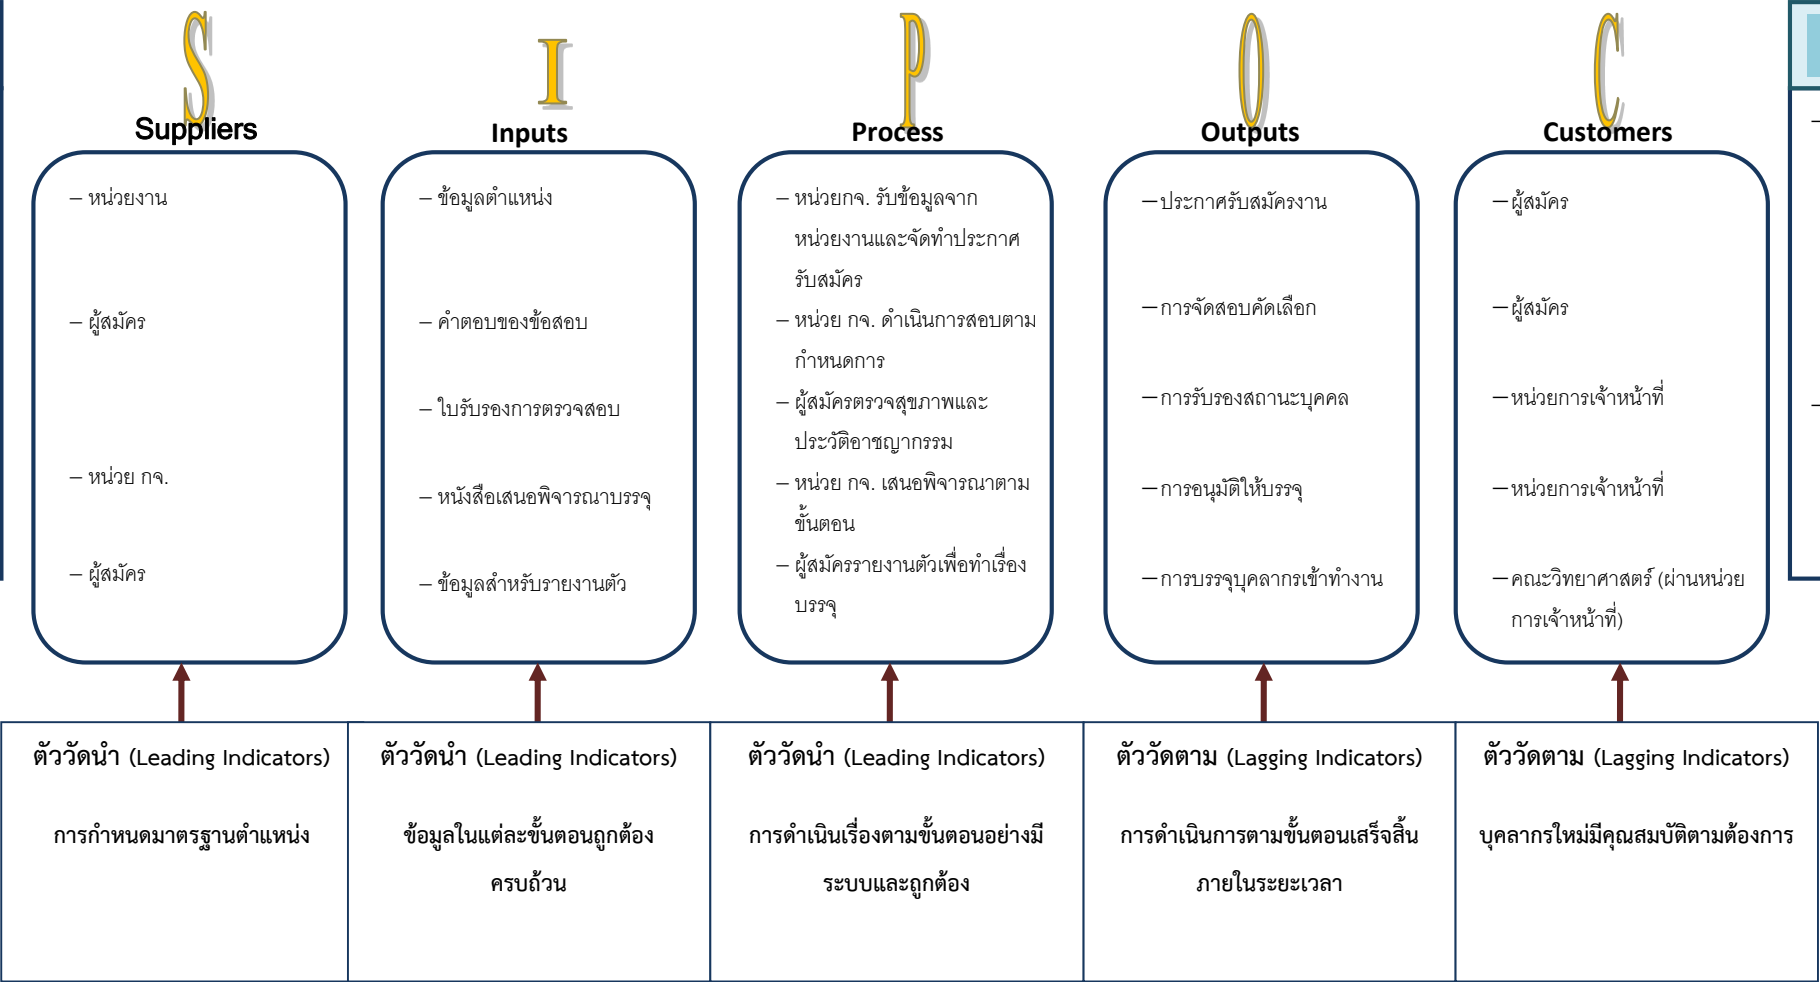 S
I
P
O
C
Suppliers
Inputs
Process
Outputs
Customers
– หน่วยงาน
– ผู้สมัคร
– หน่วย กจ.
– ผู้สมัคร
– ข้อมูลตำแหน่ง
– คำตอบของข้อสอบ
– ใบรับรองการตรวจสอบ
– หนังสือเสนอพิจารณาบรรจุ
– ข้อมูลสำหรับรายงานตัว
– หน่วยกจ. รับข้อมูลจาก
หน่วยงานและจัดทำประกาศ
รับสมัคร
– หน่วย กจ. ดำเนินการสอบตาม
กำหนดการ
– ผู้สมัครตรวจสุขภาพและ
ประวัติอาชญากรรม
– หน่วย กจ. เสนอพิจารณาตาม
ขั้นตอน
– ผู้สมัครรายงานตัวเพื่อทำเรื่อง
บรรจุ
– ประกาศรับสมัครงาน
– การจัดสอบคัดเลือก
– การรับรองสถานะบุคคล
– การอนุมัติให้บรรจุ
– การบรรจุบุคลากรเข้าทำงาน
– ผู้สมัคร
– ผู้สมัคร
– หน่วยการเจ้าหน้าที่
– หน่วยการเจ้าหน้าที่
– คณะวิทยาศาสตร์ (ผ่านหน่วย
การเจ้าหน้าที่)
ตัววัดนำ (Leading Indicators)
การกำหนดมาตรฐานตำแหน่ง
ตัววัดนำ (Leading Indicators)
ข้อมูลในแต่ละขั้นตอนถูกต้อง
ครบถ้วน
ตัววัดนำ (Leading Indicators)
การดำเนินเรื่องตามขั้นตอนอย่างมี
ระบบและถูกต้อง
ตัววัดตาม (Lagging Indicators)
การดำเนินการตามขั้นตอนเสร็จสิ้น
ภายในระยะเวลา
ตัววัดตาม (Lagging Indicators)
บุคลากรใหม่มีคุณสมบัติตามต้องการ